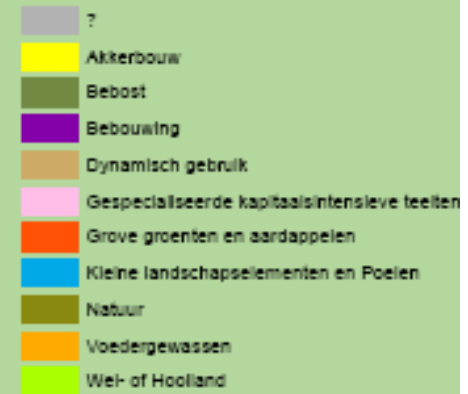 ?
Akkerbouw
Bebost
Bebouwing
Dynamisch gebruik
Gespecialiseerde kapitaalsintensieve teelten
Grove groenten en aardappelen
Kleine landschapselementen en Poelen
Natuur
Voedergewassen
Wei- of Hooiland